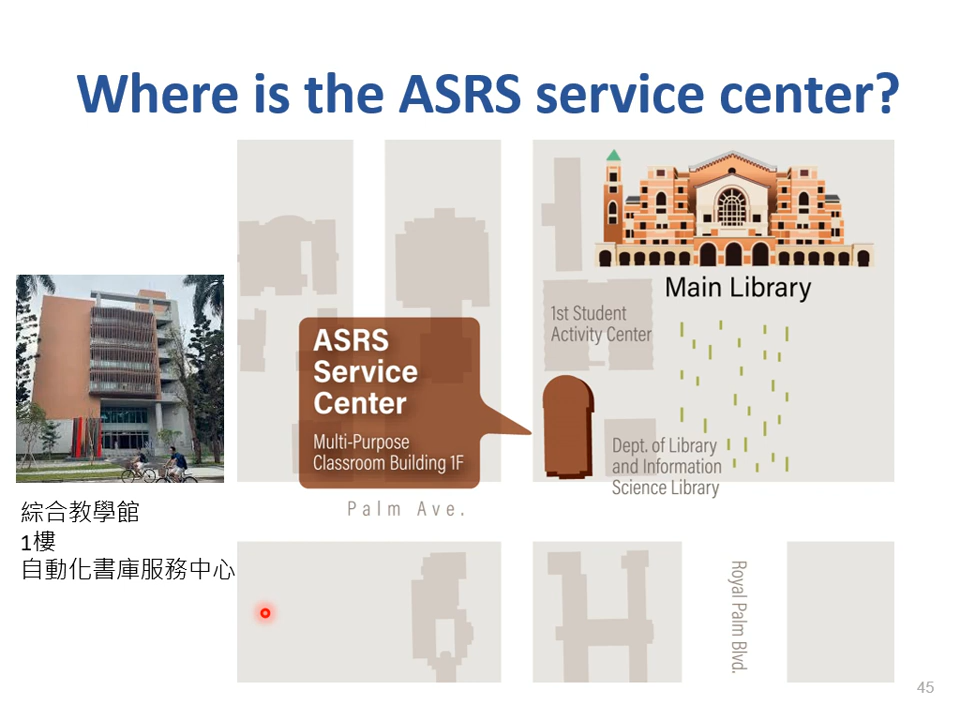 Where is the ASRS service center?
Main Library
1st Student
Activity Center
ASRS
Service
Center
Multi-Purpose
Classroom Building 1F
Dept. of Library
and Information
Science Library
Palm Ave.
綜合教學館
1樓
自動化書庫服務中心
Royal Palm Blvd.
45